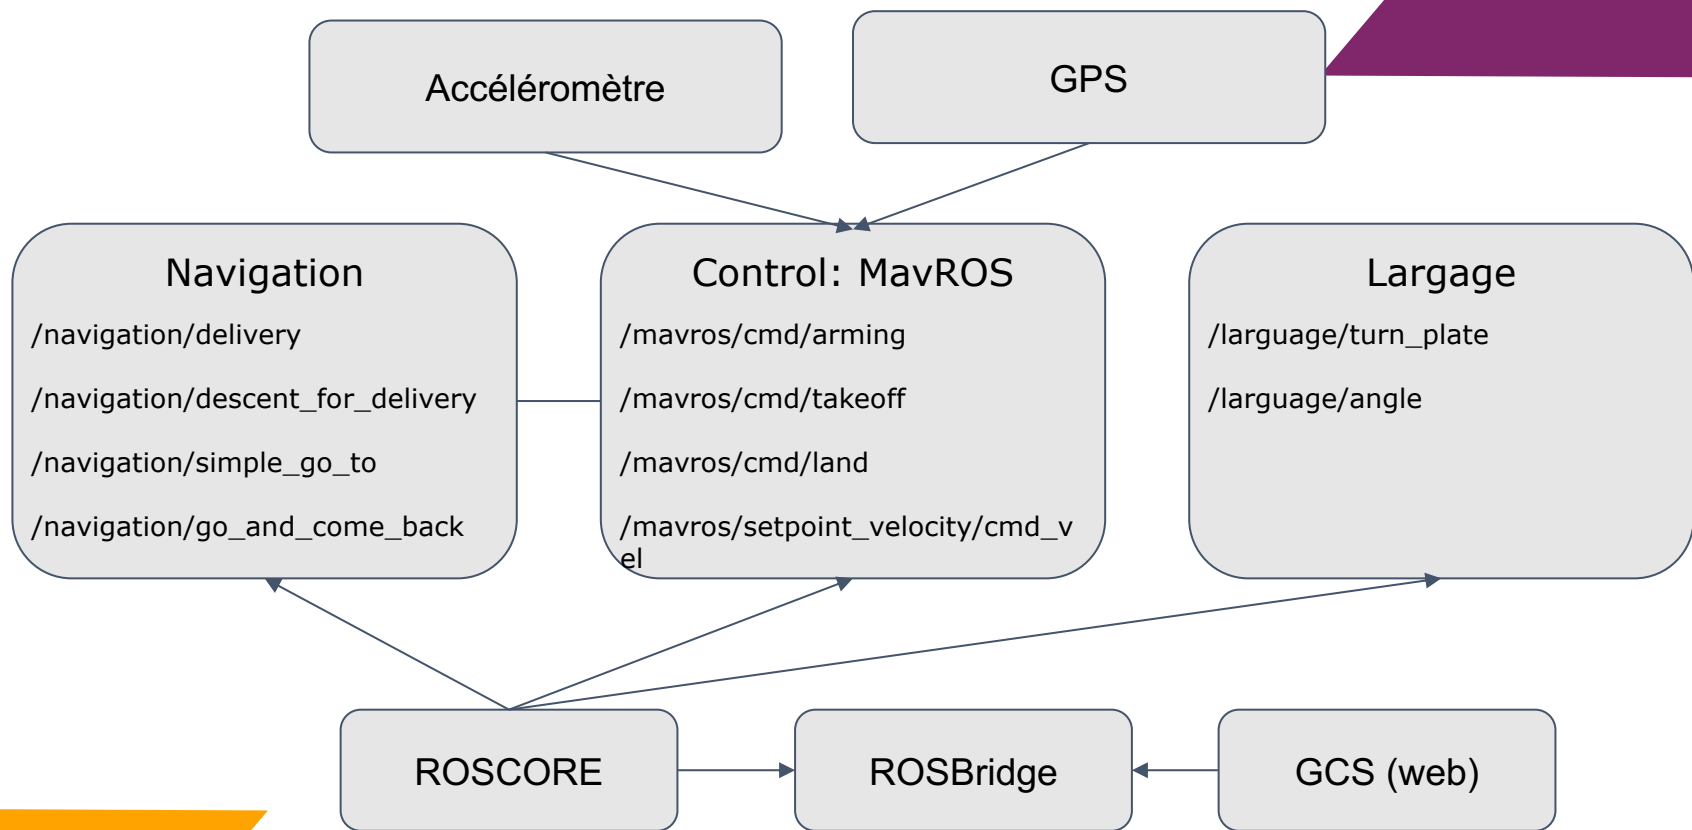 Accéléromètre
GPS
Navigation
/navigation/delivery
/navigation/descent_for_delivery
/navigation/simple_go_to
/navigation/go_and_come_back
Control: MavROS
/mavros/cmd/arming
/mavros/cmd/takeoff
/mavros/cmd/land
/mavros/setpoint_velocity/cmd_v
el
Largage
/larguage/turn_plate
/larguage/angle
ROSCORE
ROSBridge
GCS (web)